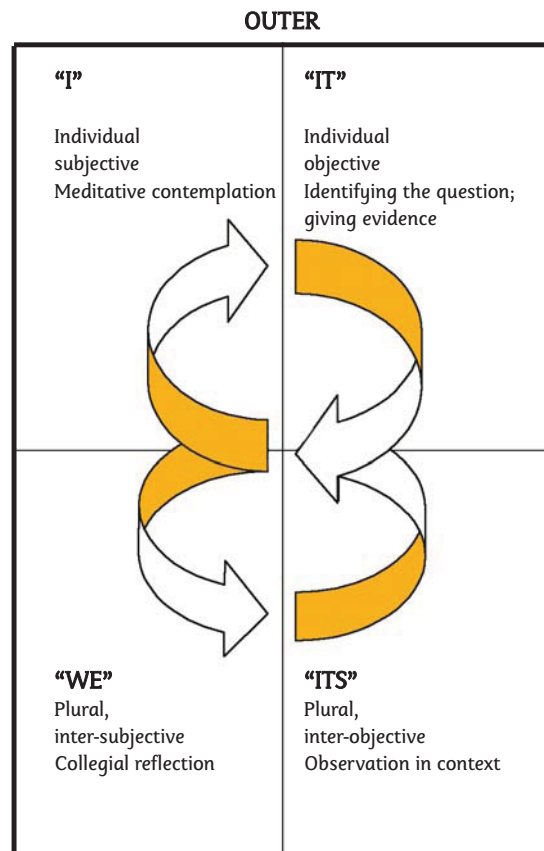 OUTER
“I”
Individual
subjective
Meditative contemplation
“IT”
Individual
objective
Identifying the question;
giving evidence
“WE”
Plural,
inter-subjective
Collegial reflection
“ITS”
Plural,
inter-objective
Observation in context